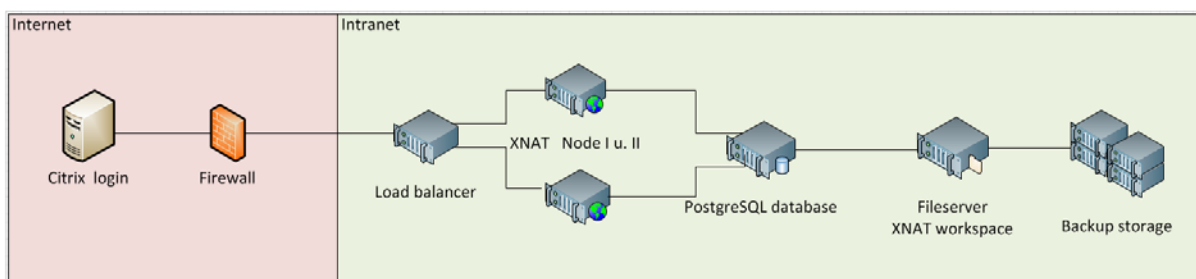 Internet
Intranet
XNAT Node I u. II
Citrix login
Firewall
Load balancer
PostgreSQL database
Fileserver
XNAT workspace
Backup storage